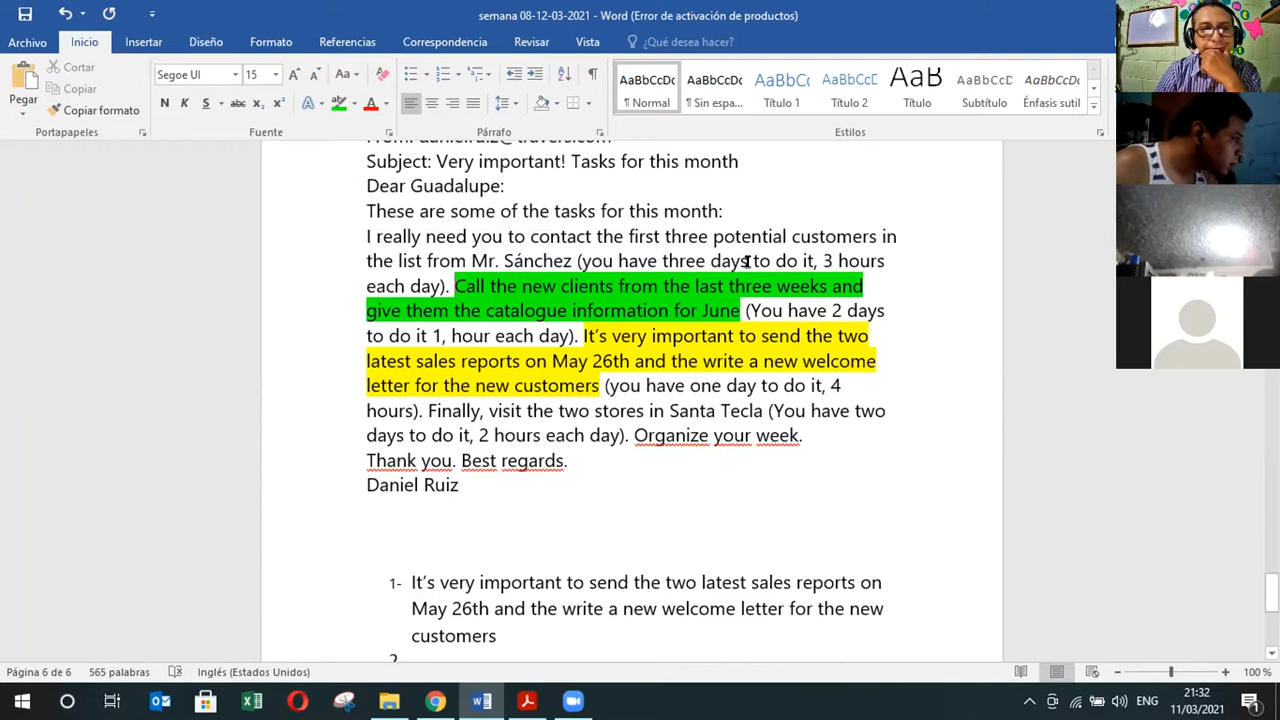 semana 08-12-03-2021 - Word (Error de activación de productos)
Archivo Inicio Insertar Diseño Formato Referencias Correspondencia Revisar Vista ¿Qué desea hacer?
Pegar
Cortar
Copiar
Copiar formato
Portapapeles
Segoe UI 15
N K S abc X₂ X²
Fuente
Párrafo
AaBbCcDc AaBbCcDc AaBbCc AaBbCcD AaB AaBbCcD AaBbCcDc
¶ Normal ¶ Sin espa... Título 1 Título 2 Título Subtítulo Énfasis sutil
Estilos
From: danielruiz@travers.com
Subject: Very important! Tasks for this month
Dear Guadalupe:
These are some of the tasks for this month:
I really need you to contact the first three potential customers in
the list from Mr. Sánchez (you have three days to do it, 3 hours
each day). Call the new clients from the last three weeks and
give them the catalogue information for June (You have 2 days
to do it 1, hour each day). It's very important to send the two
latest sales reports on May 26th and the write a new welcome
letter for the new customers (you have one day to do it, 4
hours). Finally, visit the two stores in Santa Tecla (You have two
days to do it, 2 hours each day). Organize your week.
Thank you. Best regards.
Daniel Ruiz
1- It's very important to send the two latest sales reports on
May 26th and the write a new welcome letter for the new
customers
2
Página 6 de 6 565 palabras Inglés (Estados Unidos) 100 %
ENG
21:32
11/03/2021